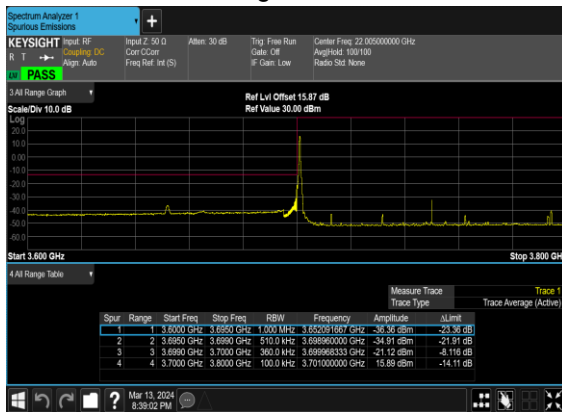 Spectrum Analyzer 1
Spurious Emissions
+
KEYSIGHT Input: RF Input Z: 50 Ω Atten: 30 dB Trig: Free Run Center Freq: 22.005000000 GHz
R T Coupling: DC Corr CCorr Gate: Off Avg|Hold: 100/100
Align: Auto Freq Ref: Int (S) IF Gain: Low Radio Std: None
PASS
3 All Range Graph
Ref Lvl Offset 15.87 dB
Scale/Div 10.0 dB Ref Value 30.00 dBm
Log
20.0
10.0
0.00
-10.0
-20.0
-30.0
-40.0
-50.0
-60.0
Start 3.600 GHz Stop 3.800 GH
4 All Range Table
Measure Trace Trace 1
Trace Type Trace Average (Active)
Spur Range Start Freq Stop Freq RBW Frequency Amplitude ΔLimit
1 1 3.6000 GHz 3.6950 GHz 1.000 MHz 3.652091667 GHz -36.36 dBm -23.36 dB
2 2 3.6950 GHz 3.6990 GHz 510.0 kHz 3.698960000 GHz -34.91 dBm -21.91 dB
3 3 3.6990 GHz 3.7000 GHz 360.0 kHz 3.699968333 GHz -21.12 dBm -8.116 dB
4 4 3.7000 GHz 3.8000 GHz 100.0 kHz 3.701000000 GHz 15.89 dBm -14.11 dB
? Mar 13, 2024
8:39:02 PM